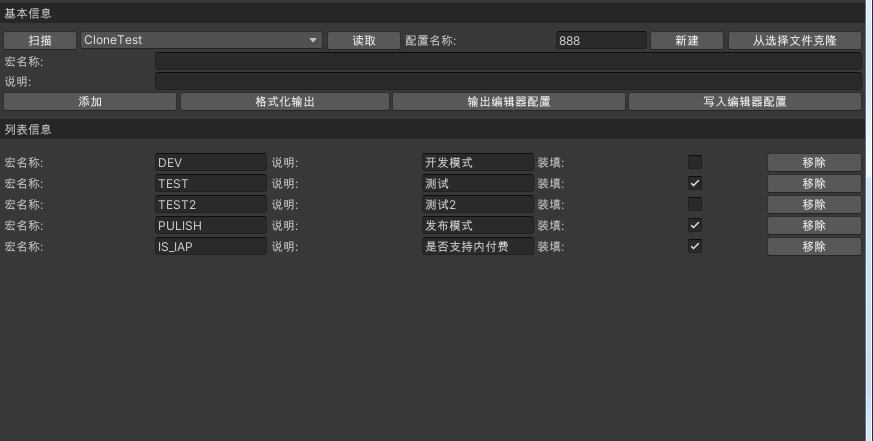 基本信息
扫描 CloneTest 读取 配置名称: 888 新建 从选择文件克隆
宏名称:
说明:
添加 格式化输出 输出编辑器配置 写入编辑器配置
列表信息
宏名称: DEV 说明: 开发模式 装填: 移除
宏名称: TEST 说明: 测试 装填: 移除
宏名称: TEST2 说明: 测试2 装填: 移除
宏名称: PULISH 说明: 发布模式 装填: 移除
宏名称: IS_IAP 说明: 是否支持内付费 装填: 移除